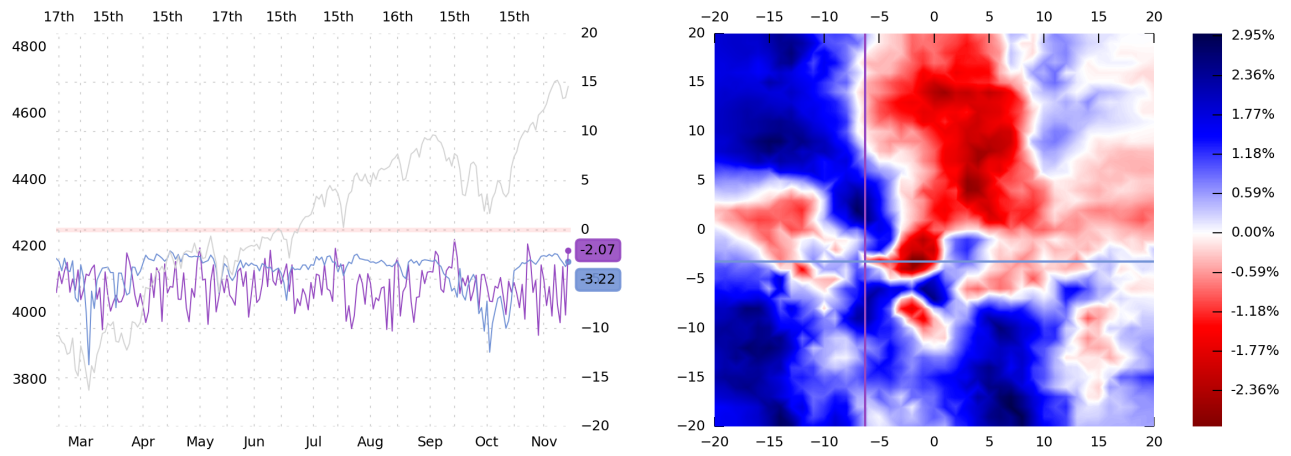 17th 15th 15th 17th 15th 15th 16th 15th 15th
4800 4600 4400 4200 4000 3800
20 15 10 5 0 −10 −15 −20
-2.07
-3.22
Mar Apr May Jun Jul Aug Sep Oct Nov
−20 −15 −10 −5 0 5 10 15 20
20 15 10 5 0 −5 −10 −15 −20
−20 −15 −10 −5 0 5 10 15 20
2.95%
2.36%
1.77%
1.18%
0.59%
0.00%
-0.59%
-1.18%
-1.77%
-2.36%